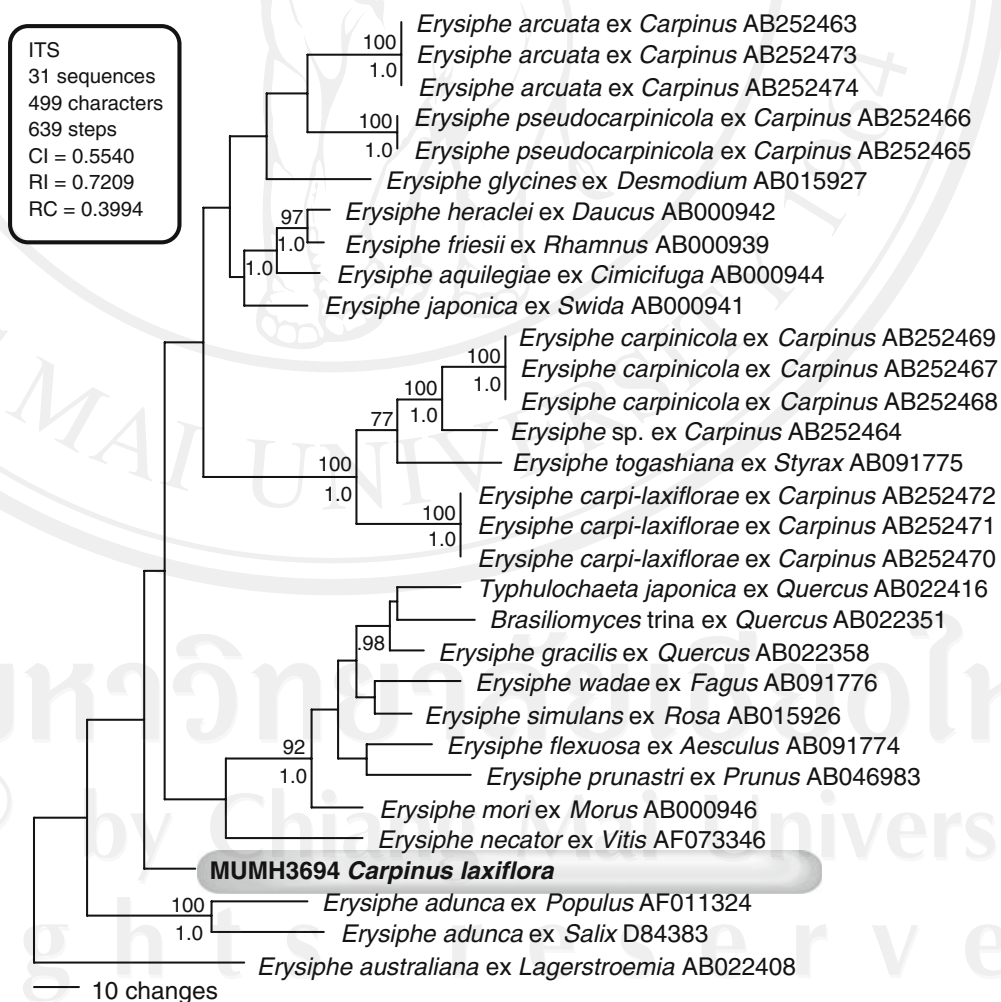 ITS
31 sequences
499 characters
639 steps
CI = 0.5540
RI = 0.7209
RC = 0.3994
Erysiphe arcuata ex Carpinus AB252463
100
Erysiphe arcuata ex Carpinus AB252473
1.0
Erysiphe arcuata ex Carpinus AB252474
Erysiphe pseudocarpinicola ex Carpinus AB252466
100
1.0
Erysiphe pseudocarpinicola ex Carpinus AB252465
Erysiphe glycines ex Desmodium AB015927
97
Erysiphe heraclei ex Daucus AB000942
1.0
Erysiphe friesii ex Rhamnus AB000939
1.0
Erysiphe aquilegiae ex Cimicifuga AB000944
Erysiphe japonica ex Swida AB000941
Erysiphe carpinicola ex Carpinus AB252469
100
Erysiphe carpinicola ex Carpinus AB252467
1.0
100
Erysiphe carpinicola ex Carpinus AB252468
1.0
77
Erysiphe sp. ex Carpinus AB252464
100
Erysiphe togashiana ex Styrax AB091775
1.0
Erysiphe carpi-laxiflorae ex Carpinus AB252472
100
Erysiphe carpi-laxiflorae ex Carpinus AB252471
1.0
Erysiphe carpi-laxiflorae ex Carpinus AB252470
Typhulochaeta japonica ex Quercus AB022416
Brasiliomyces trina ex Quercus AB022351
.98
Erysiphe gracilis ex Quercus AB022358
Erysiphe wadae ex Fagus AB091776
Erysiphe simulans ex Rosa AB015926
92
Erysiphe flexuosa ex Aesculus AB091774
1.0
Erysiphe prunastri ex Prunus AB046983
Erysiphe mori ex Morus AB000946
Erysiphe necator ex Vitis AF073346
MUMH3694 Carpinus laxiflora
100
Erysiphe adunca ex Populus AF011324
1.0
Erysiphe adunca ex Salix D84383
Erysiphe australiana ex Lagerstroemia AB022408
10 changes
MAI UNIVERSITY 1964
by Chiang Mai Univers
ghts reserve